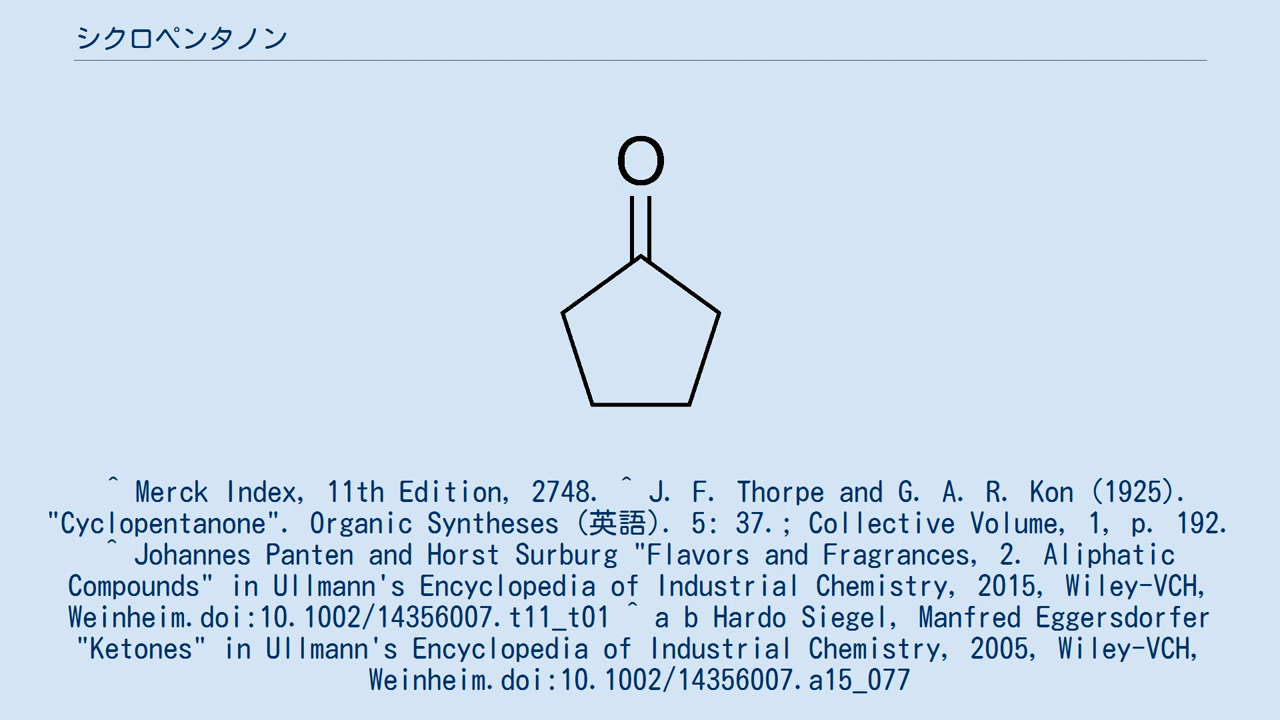 シクロペンタノン
O
^ Merck Index, 11th Edition, 2748. ^ J. F. Thorpe and G. A. R. Kon (1925).
"Cyclopentanone". Organic Syntheses (英語). 5: 37.; Collective Volume, 1, p. 192.
^ Johannes Panten and Horst Surburg "Flavors and Fragrances, 2. Aliphatic
Compounds" in Ullmann's Encyclopedia of Industrial Chemistry, 2015, Wiley-VCH,
Weinheim.doi:10.1002/14356007.t11_t01 ^ a b Hardo Siegel, Manfred Eggersdorfer
"Ketones" in Ullmann's Encyclopedia of Industrial Chemistry, 2005, Wiley-VCH,
Weinheim.doi:10.1002/14356007.a15_077